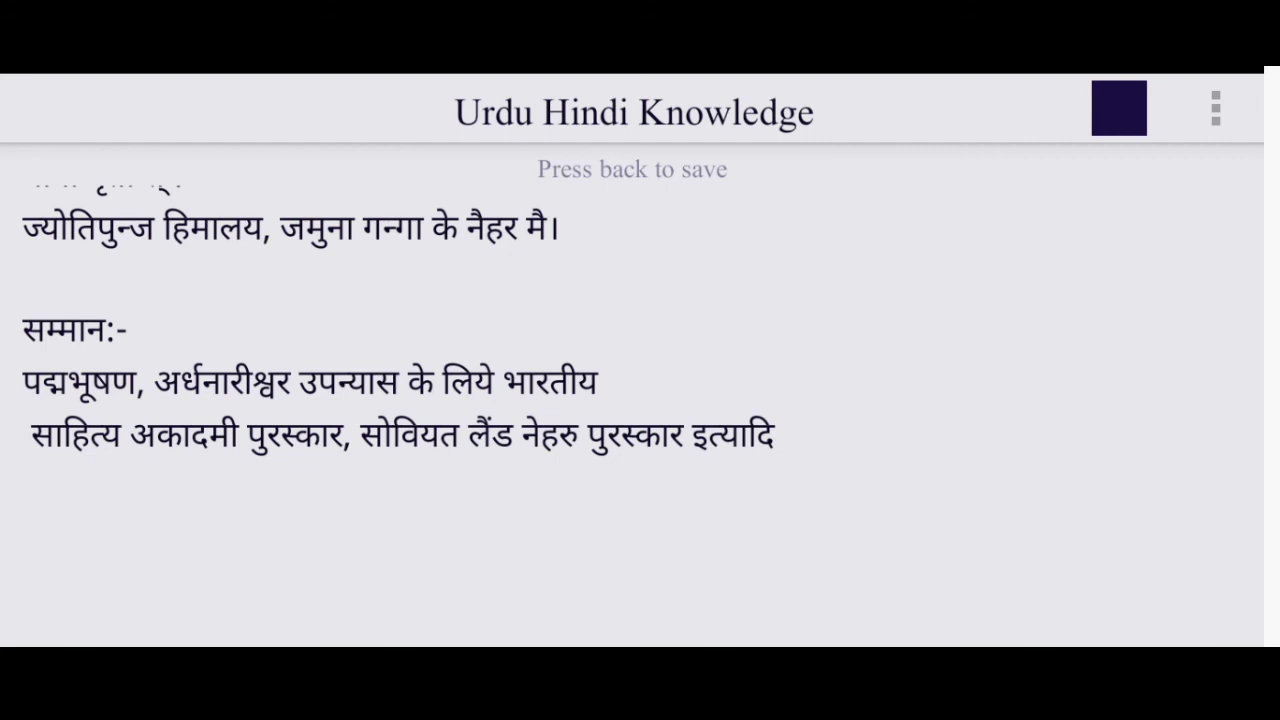 Urdu Hindi Knowledge
Press back to save
ज्योतिपुन्ज हिमालय, जमुना गन्गा के नैहर मै।
सम्मान:-
पद्मभूषण, अर्धनारीश्वर उपन्यास के लिये भारतीय
साहित्य अकादमी पुरस्कार, सोवियत लैंड नेहरु पुरस्कार इत्यादि